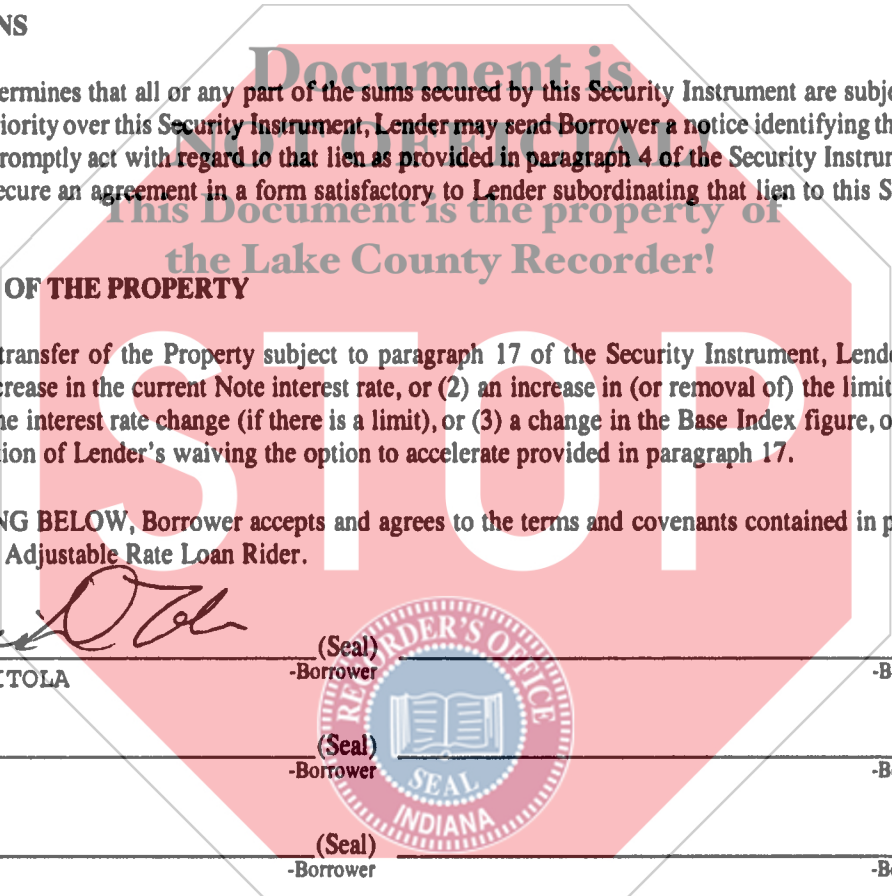 NS
Document is
ermines that all or any part of the sums secured by this Security Instrument are subje
iority over this Security Instrument, Lender may send Borrower a notice identifying th
NOT OFFICIAL
romptly act with regard to that lien as provided in paragraph 4 of the Security Instrum
ecure an agreement in a form satisfactory to Lender subordinating that lien to this S
This Document is the property of
the Lake County Recorder!
OF THE PROPERTY
transfer of the Property subject to paragraph 17 of the Security Instrument, Lende
crease in the current Note interest rate, or (2) an increase in (or removal of) the limit
ne interest rate change (if there is a limit), or (3) a change in the Base Index figure, o
tion of Lender's waiving the option to accelerate provided in paragraph 17.
STOP
NG BELOW, Borrower accepts and agrees to the terms and covenants contained in p
Adjustable Rate Loan Rider.
(Seal)
ITOLA -Borrower -B
(Seal)
-Borrower -B
(Seal)
-Borrower -B
RECORDER'S OFFICE
SEAL
INDIANA